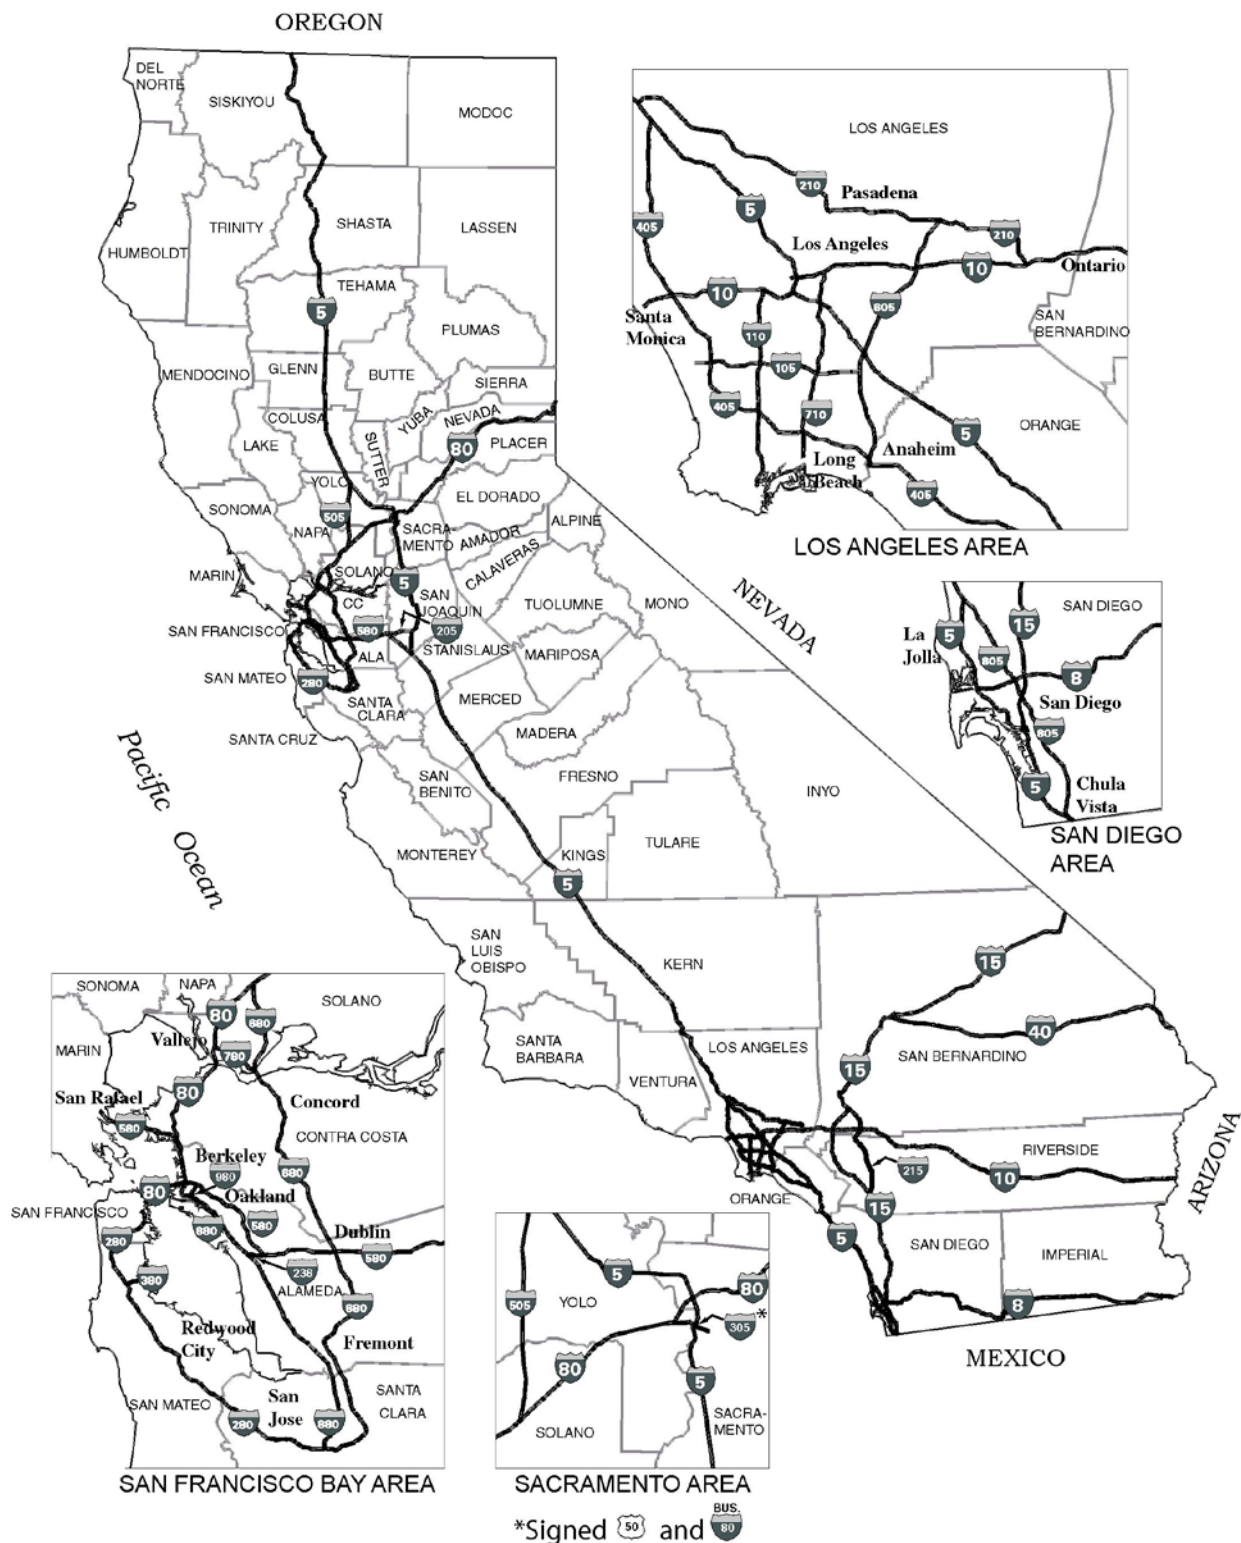 OREGON
DEL
NORTE
SISKIYOU
MODOC
TRINITY
SHASTA
LASSEN
HUMBOLDT
TEHAMA
5
PLUMAS
MENDOCINO
GLENN
BUTTE
SIERRA
COLUSA
YUBA
NEVADA
LAKE
SUTTER
80
PLACER
YOLO
EL DORADO
SONOMA
505
NAPA
SACRA-
MENTO
AMADOR
ALPINE
MARIN
SOLANO
5
CALAVERAS
CC
SAN
JOAQUIN
TUOLUMNE
MONO
SAN FRANCISCO
580
205
ALA
STANISLAUS
MARIPOSA
SAN MATEO
280
SANTA
CLARA
MERCED
SANTA CRUZ
MADERA
SAN
BENITO
FRESNO
INYO
MONTEREY
KINGS
TULARE
5
SAN
LUIS
OBISPO
KERN
15
SANTA
BARBARA
VENTURA
LOS ANGELES
SAN BERNARDINO
40
15
RIVERSIDE
215
10
ORANGE
15
5
SAN DIEGO
IMPERIAL
8
NEVADA
ARIZONA
MEXICO
Pacific Ocean
LOS ANGELES
210
Pasadena
5
405
Los Angeles
210
10
Ontario
10
Santa
Monica
605
SAN
BERNARDINO
110
105
405
710
ORANGE
5
Anaheim
Long
Beach
405
LOS ANGELES AREA
SAN DIEGO
5
15
La
Jolla
805
8
San Diego
805
5
Chula
Vista
SAN DIEGO
AREA
SONOMA
NAPA
SOLANO
80
680
Vallejo
MARIN
780
80
San Rafael
Concord
580
CONTRA COSTA
Berkeley
980
680
80
Oakland
SAN FRANCISCO
580
880
Dublin
280
580
380
238
ALAMEDA
680
Redwood
City
Fremont
SAN MATEO
San
Jose
SANTA
CLARA
280
880
SAN FRANCISCO BAY AREA
5
80
505
YOLO
305
*
80
5
SOLANO
SACRA-
MENTO
SACRAMENTO AREA
*Signed 50 and BUS. 80